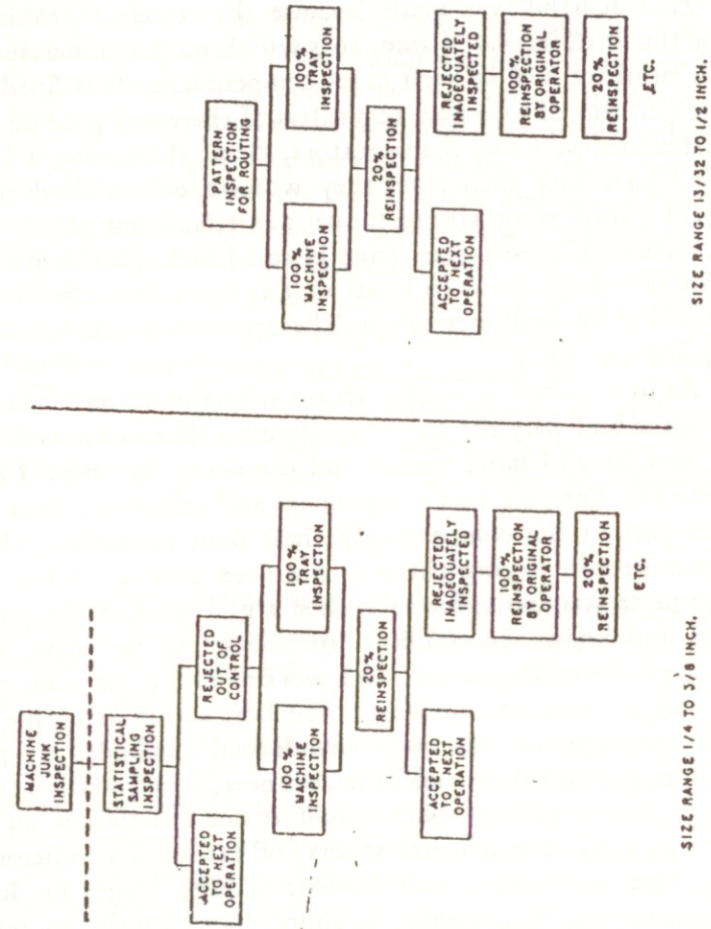 MACHINE
JUNK
INSPECTION
STATISTICAL
SAMPLING
INSPECTION
ACCEPTED
TO NEXT
OPERATION
REJECTED
OUT OF
CONTROL
100%
MACHINE
INSPECTION
100%
TRAY
INSPECTION
20%
REINSPECTION
ACCEPTED
TO NEXT
OPERATION
REJECTED
INADEQUATELY
INSPECTED
100%
REINSPECTION
BY ORIGINAL
OPERATOR
20%
REINSPECTION
ETC.
SIZE RANGE 1/4 TO 3/8 INCH.
PATTERN
INSPECTION
FOR ROUTING
100%
MACHINE
INSPECTION
100%
TRAY
INSPECTION
20%
REINSPECTION
ACCEPTED
TO NEXT
OPERATION
REJECTED
INADEQUATELY
INSPECTED
100%
REINSPECTION
BY ORIGINAL
OPERATOR
20%
REINSPECTION
ETC.
SIZE RANGE 13/32 TO 1/2 INCH.